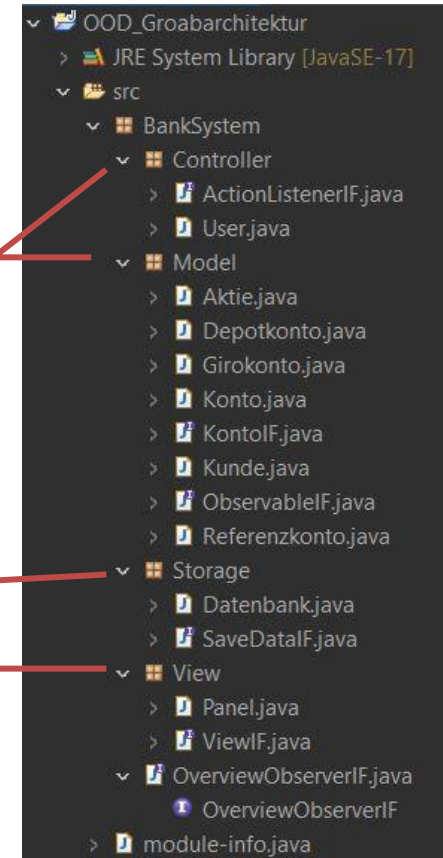 OOD_Groabarchitektur
JRE System Library [JavaSE-17]
src
BankSystem
Controller
ActionListenerIF.java
User.java
Model
Aktie.java
Depotkonto.java
Girokonto.java
Konto.java
KontoIF.java
Kunde.java
ObservableIF.java
Referenzkonto.java
Storage
Datenbank.java
SaveDataIF.java
View
Panel.java
ViewIF.java
OverviewObserverIF.java
OverviewObserverIF
module-info.java